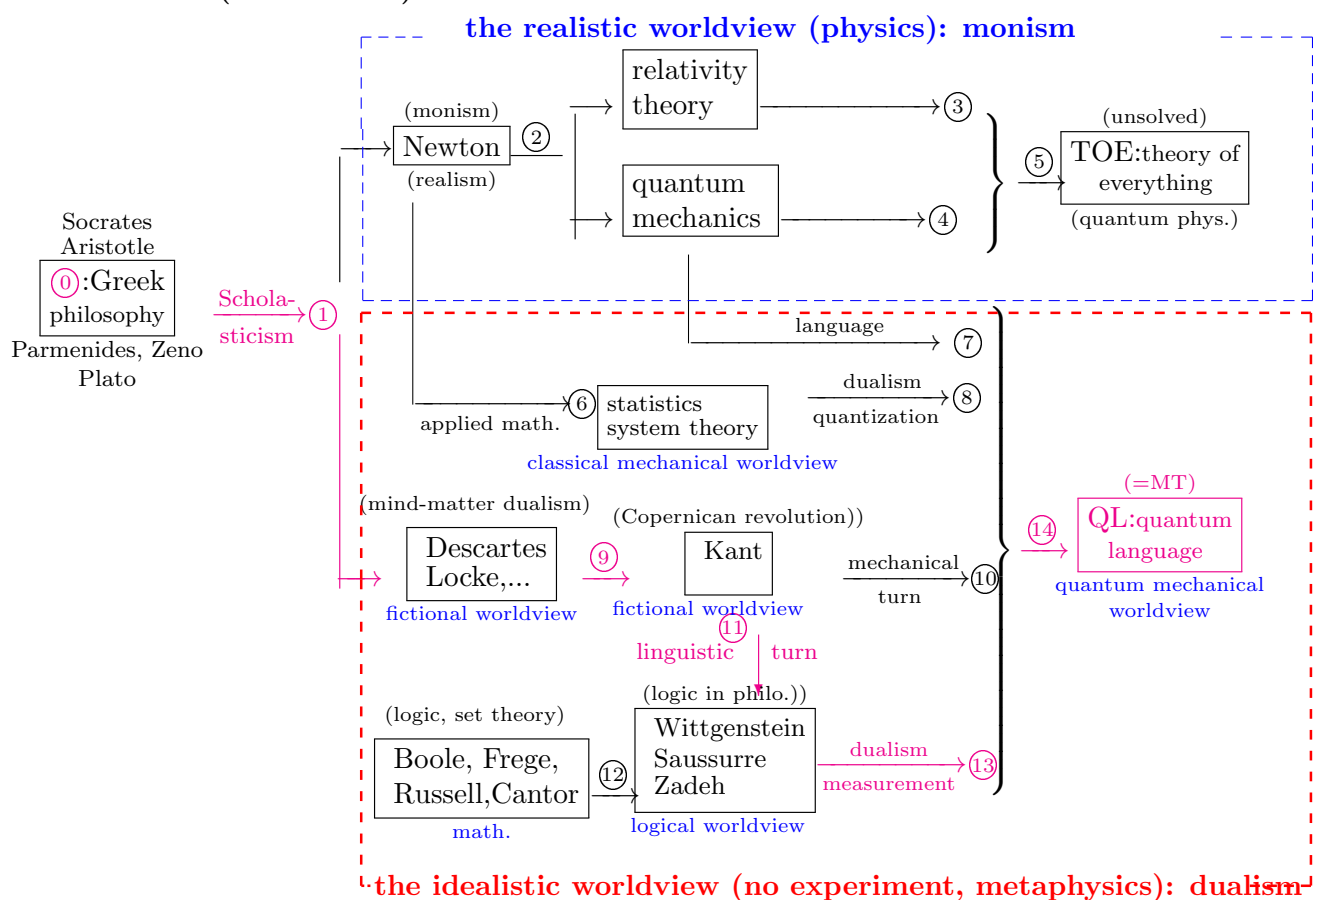 the realistic worldview (physics): monism
relativity
theory
③
(monism)
Newton
(realism)
②
quantum
mechanics
④
⑤
(unsolved)
TOE:theory of
everything
(quantum phys.)
Socrates
Aristotle
⓪:Greek
philosophy
Parmenides, Zeno
Plato
Schola-
sticism
①
language
⑦
applied math.
⑥
statistics
system theory
classical mechanical worldview
dualism
quantization
⑧
(mind-matter dualism)
Descartes
Locke,...
fictional worldview
⑨
(Copernican revolution))
Kant
fictional worldview
mechanical
turn
⑩
⑪
linguistic turn
(logic, set theory)
Boole, Frege,
Russell,Cantor
math.
⑫
(logic in philo.))
Wittgenstein
Saussurre
Zadeh
logical worldview
dualism
measurement
⑬
⑭
(=MT)
QL:quantum
language
quantum mechanical
worldview
the idealistic worldview (no experiment, metaphysics): dualism